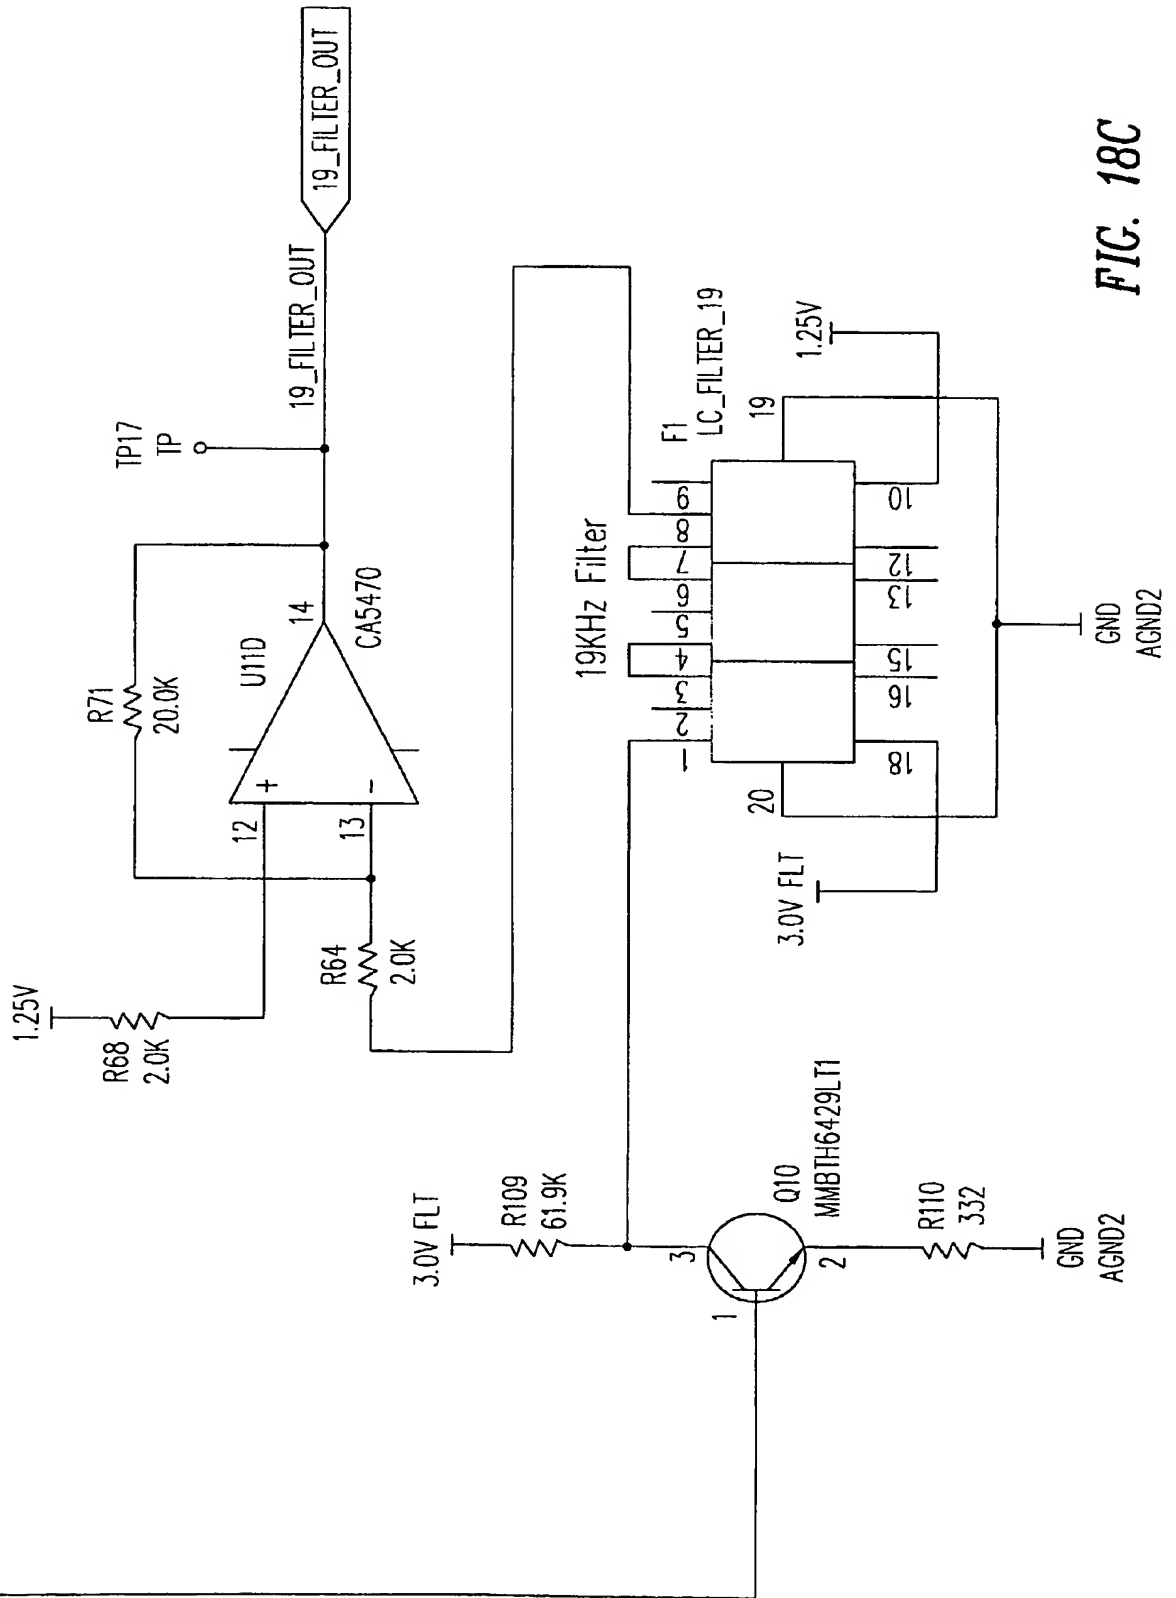 1.25V
R68
2.0K
R71
20.0K
12
13
+
-
14
U11D
CA5470
R64
2.0K
TP17
TP
19_FILTER_OUT
19_FILTER_OUT
3.0V FLT
R109
61.9K
3
1
2
Q10
MMBTH6429LT1
R110
332
GND
AGND2
19KHz Filter
F1
LC_FILTER_19
1
2
3
4
5
6
7
8
9
20
19
18
16
15
13
12
10
3.0V FLT
1.25V
GND
AGND2
FIG. 18C